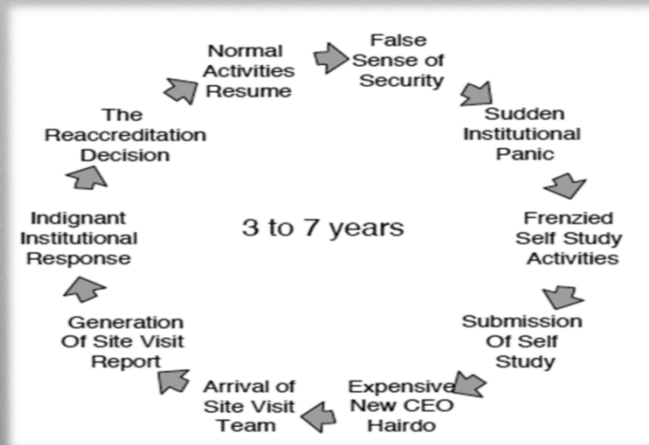 False
Sense of
Security
Sudden
Institutional
Panic
Frenzied
Self Study
Activities
Submission
Of Self
Study
Expensive
New CEO
Hairdo
Arrival of
Site Visit
Team
Generation
Of Site Visit
Report
Indignant
Institutional
Response
The
Reaccreditation
Decision
Normal
Activities
Resume
3 to 7 years